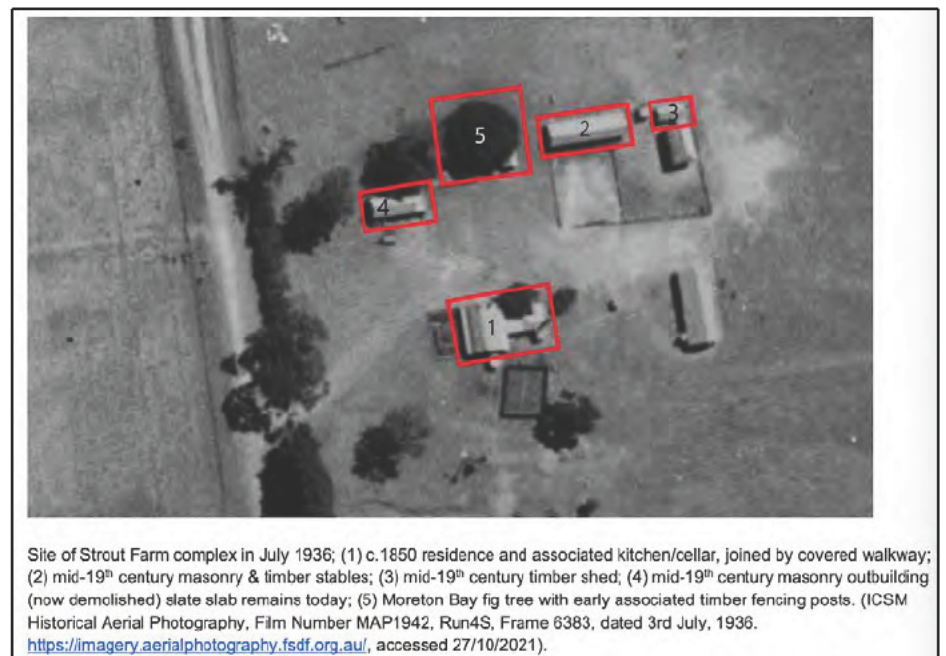 5
2
3
4
1
Site of Strout Farm complex in July 1936; (1) c.1850 residence and associated kitchen/cellar, joined by covered walkway;
(2) mid-19th century masonry & timber stables; (3) mid-19th century timber shed; (4) mid-19th century masonry outbuilding
(now demolished) slate slab remains today; (5) Moreton Bay fig tree with early associated timber fencing posts. (ICSM
Historical Aerial Photography, Film Number MAP1942, Run4S, Frame 6383, dated 3rd July, 1936.
https://imagery.aerialphotography.fsdf.org.au/, accessed 27/10/2021).